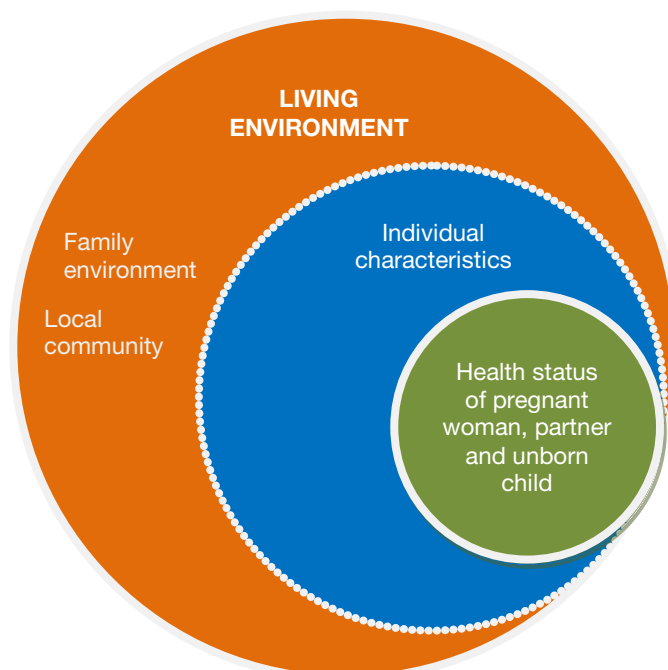 LIVING
ENVIRONMENT
Individual
characteristics
Family
environment
Local
community
Health status
of pregnant
woman, partner
and unborn
child